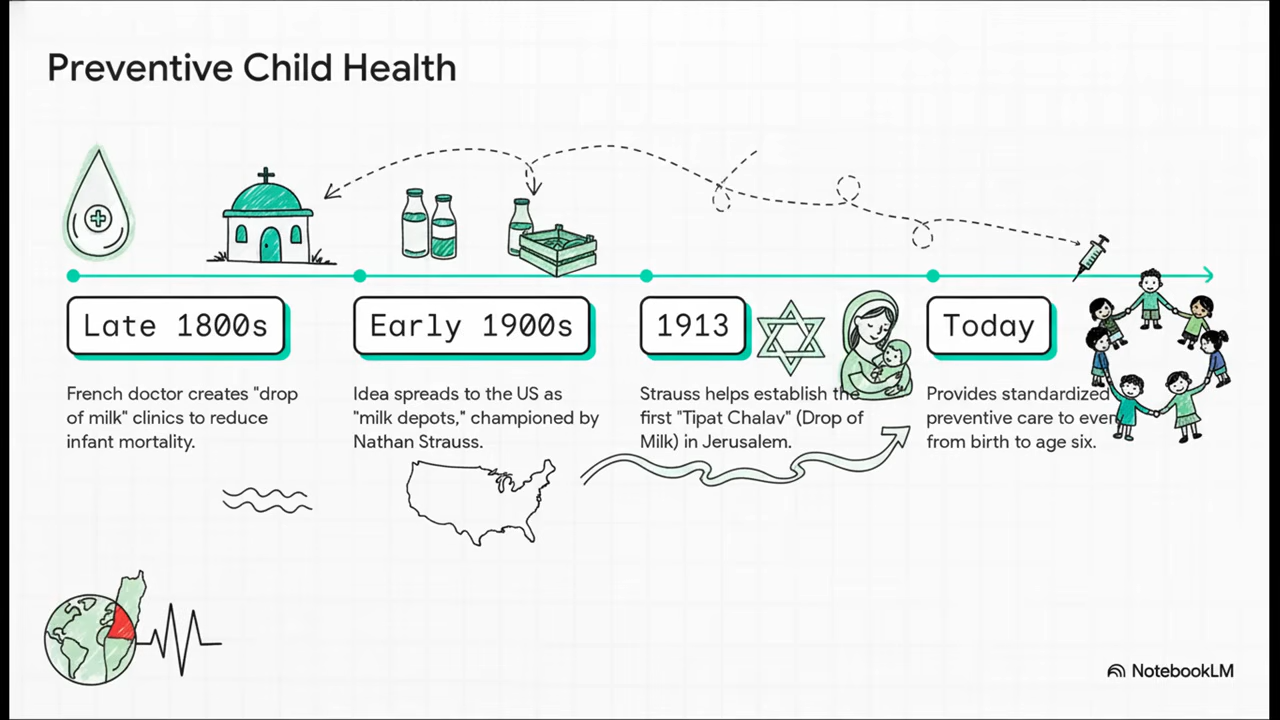 Preventive Child Health
Late 1800s
French doctor creates "drop
of milk" clinics to reduce
infant mortality.
Early 1900s
Idea spreads to the US as
"milk depots," championed by
Nathan Strauss.
1913
Strauss helps establish the
first "Tipat Chalav" (Drop of
Milk) in Jerusalem.
Today
Provides standardized
preventive care to
from birth to age six.
NotebookLM